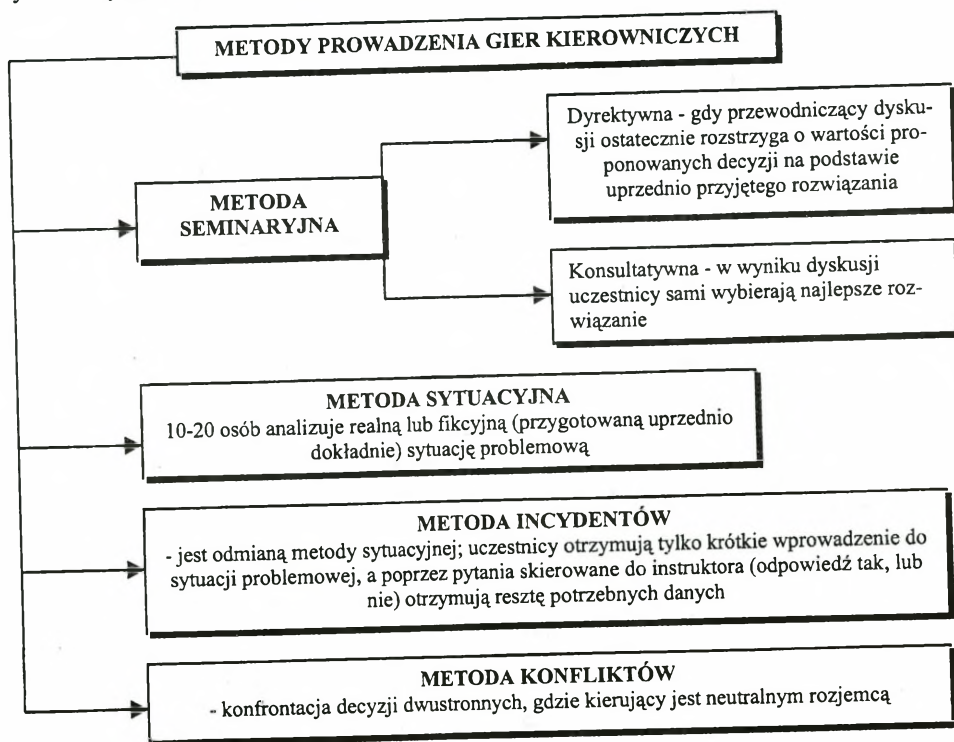 METODY PROWADZENIA GIER KIEROWNICZYCH
Dyrektywna - gdy przewodniczący dysku-
sji ostatecznie rozstrzyga o wartości pro-
ponowanych decyzji na podstawie
uprzednio przyjętego rozwiązania
METODA
SEMINARYJNA
Konsultatywna - w wyniku dyskusji
uczestnicy sami wybierają najlepsze roz-
wiązanie
METODA SYTUACYJNA
10-20 osób analizuje realną lub fikcyjną (przygotowaną uprzednio
dokładnie) sytuację problemową
METODA INCYDENTÓW
- jest odmianą metody sytuacyjnej; uczestnicy otrzymują tylko krótkie wprowadzenie do
sytuacji problemowej, a poprzez pytania skierowane do instruktora (odpowiedź tak, lub
nie) otrzymują resztę potrzebnych danych
METODA KONFLIKTÓW
- konfrontacja decyzji dwustronnych, gdzie kierujący jest neutralnym rozjemcą